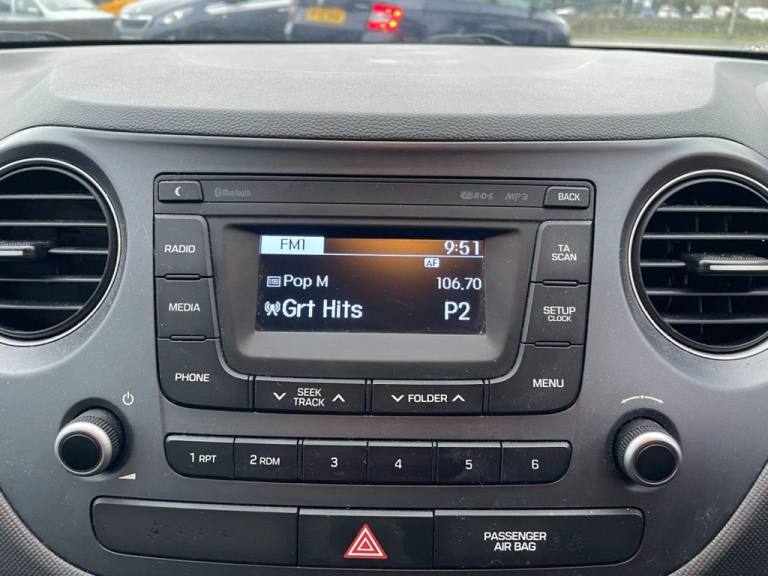 Bluetooth
R·D·S MP3 BACK
RADIO
FM1 9:51
AF
TA
SCAN
Pop M 106.70
MEDIA
Grt Hits P2
SETUP
CLOCK
PHONE
SEEK
TRACK
FOLDER
MENU
1 RPT 2 RDM 3 4 5 6
PASSENGER
AIR BAG